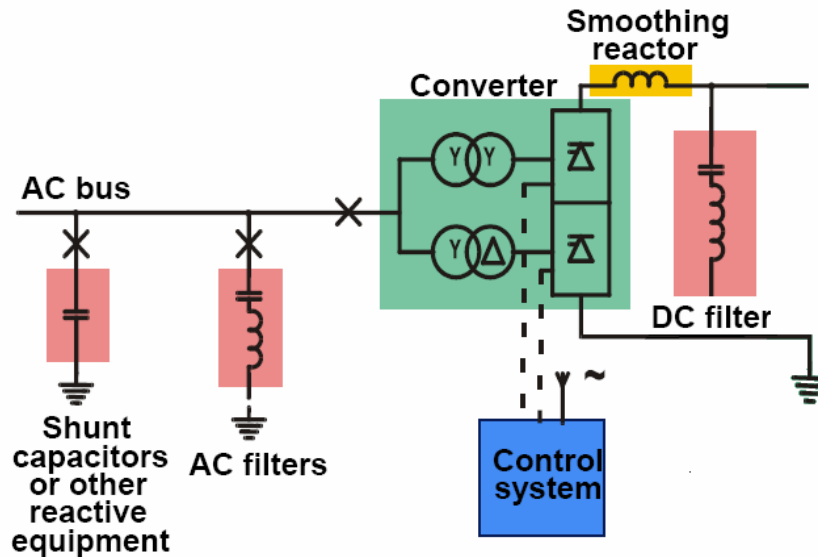 Smoothing
reactor
Converter
AC bus
Y Y
Y Δ
DC filter
~
Shunt
capacitors
or other
reactive
equipment
AC filters
Control
system